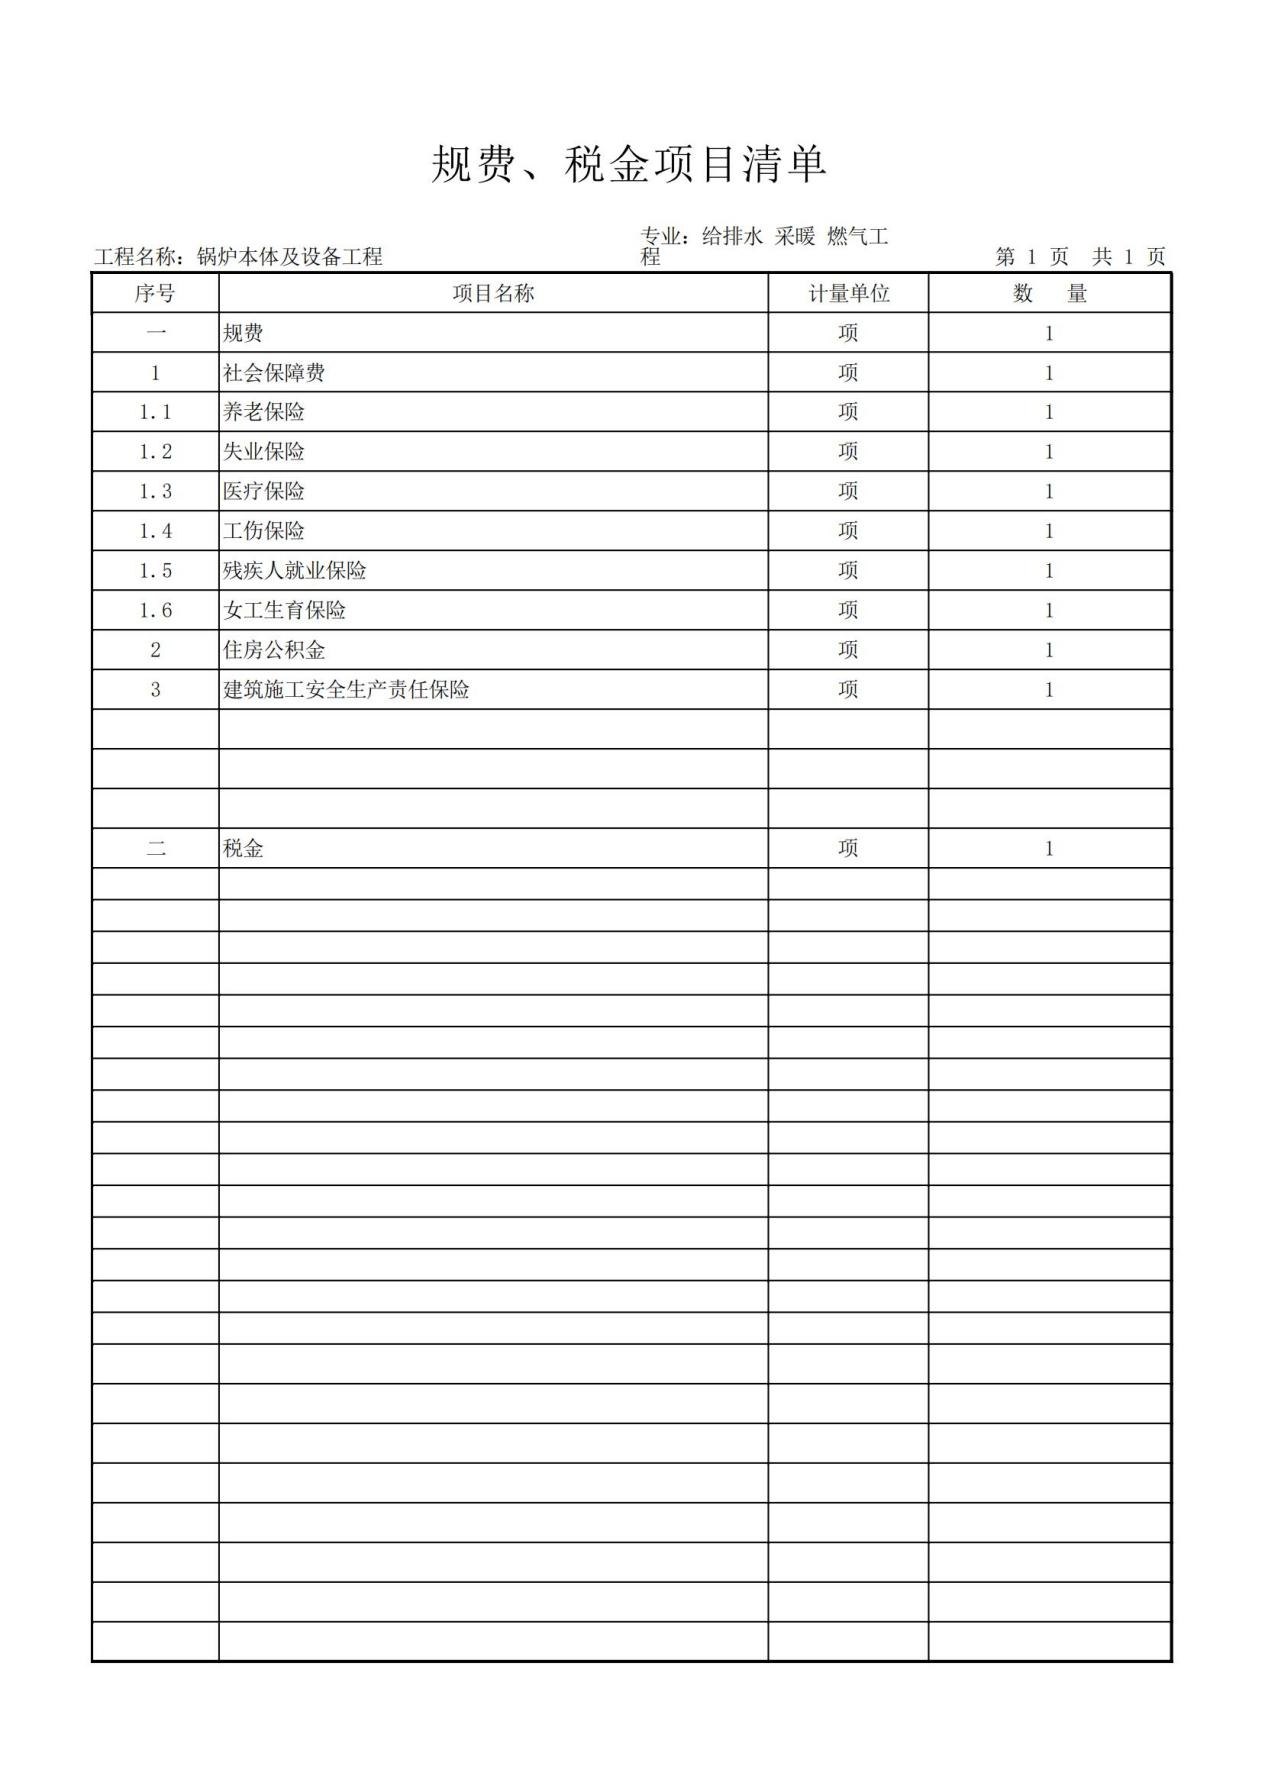 规费、税金项目清单
工程名称：锅炉本体及设备工程 专业：给排水 采暖 燃气工程 第 1 页 共 1 页
序号 项目名称 计量单位 数 量
一 规费 项 1
1 社会保障费 项 1
1.1 养老保险 项 1
1.2 失业保险 项 1
1.3 医疗保险 项 1
1.4 工伤保险 项 1
1.5 残疾人就业保险 项 1
1.6 女工生育保险 项 1
2 住房公积金 项 1
3 建筑施工安全生产责任保险 项 1
二 税金 项 1